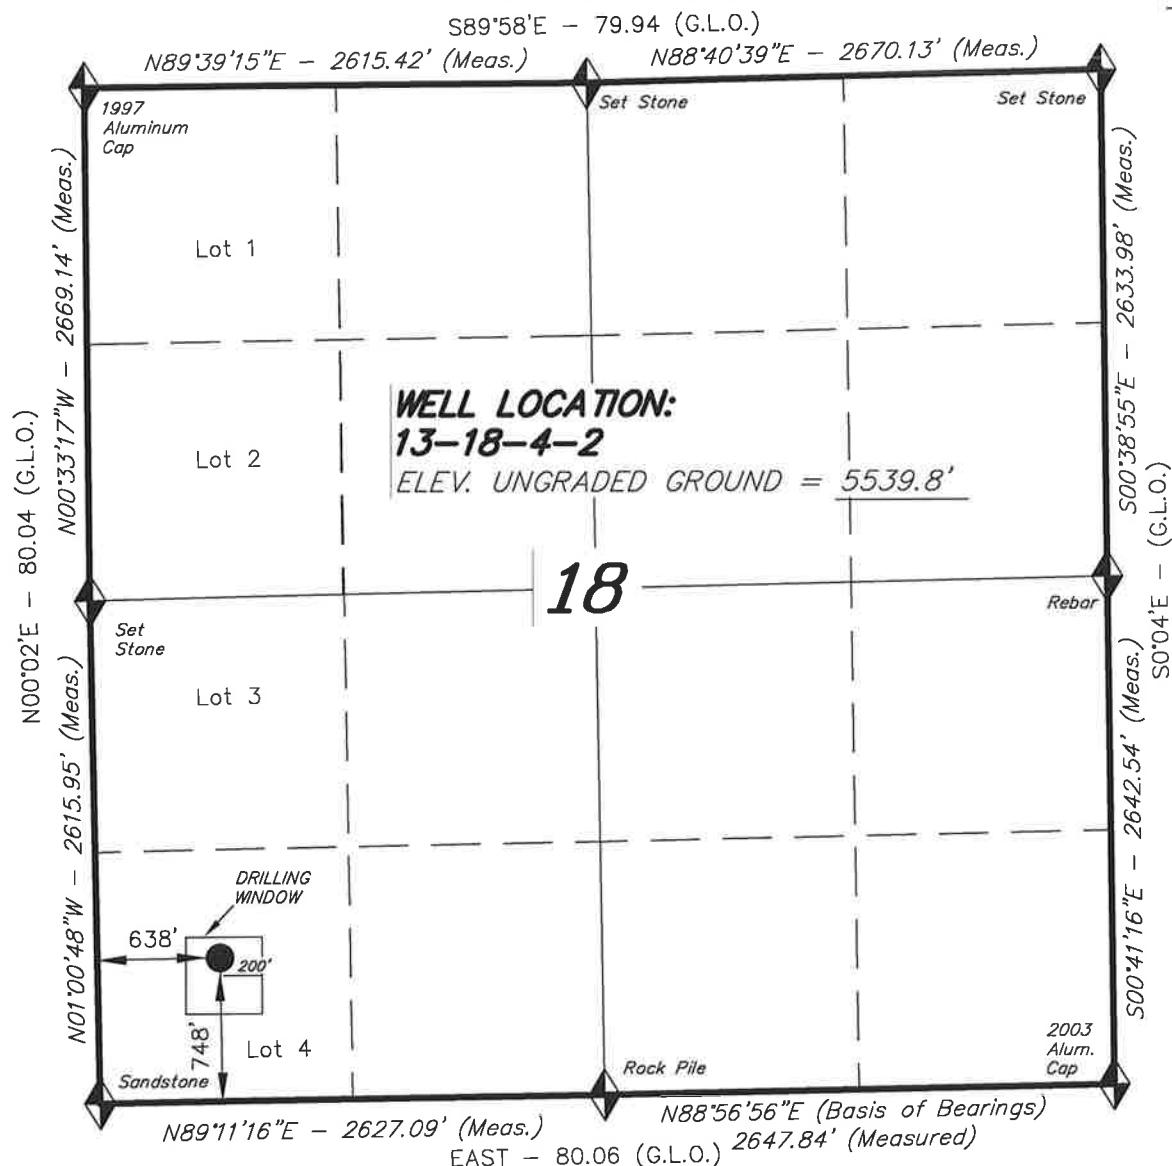 S89°58'E - 79.94 (G.L.O.)
N89°39'15"E - 2615.42' (Meas.)
N88°40'39"E - 2670.13' (Meas.)
1997
Aluminum
Cap
Set Stone
Set Stone
N00°33'17"W - 2669.14' (Meas.)
S00°38'55"E - 2633.98' (Meas.)
Lot 1
WELL LOCATION:
13-18-4-2
ELEV. UNGRADED GROUND = 5539.8'
Lot 2
N00°02'E - 80.04 (G.L.O.)
S0°04'E - (G.L.O.)
18
Set
Stone
Rebar
Lot 3
N01°00'48"W - 2615.95' (Meas.)
S00°41'16"E - 2642.54' (Meas.)
DRILLING
WINDOW
638'
200'
748'
Lot 4
Sandstone
Rock Pile
2003
Alum.
Cap
N89°11'16"E - 2627.09' (Meas.)
N88°56'56"E (Basis of Bearings)
2647.84' (Measured)
EAST - 80.06 (G.L.O.)